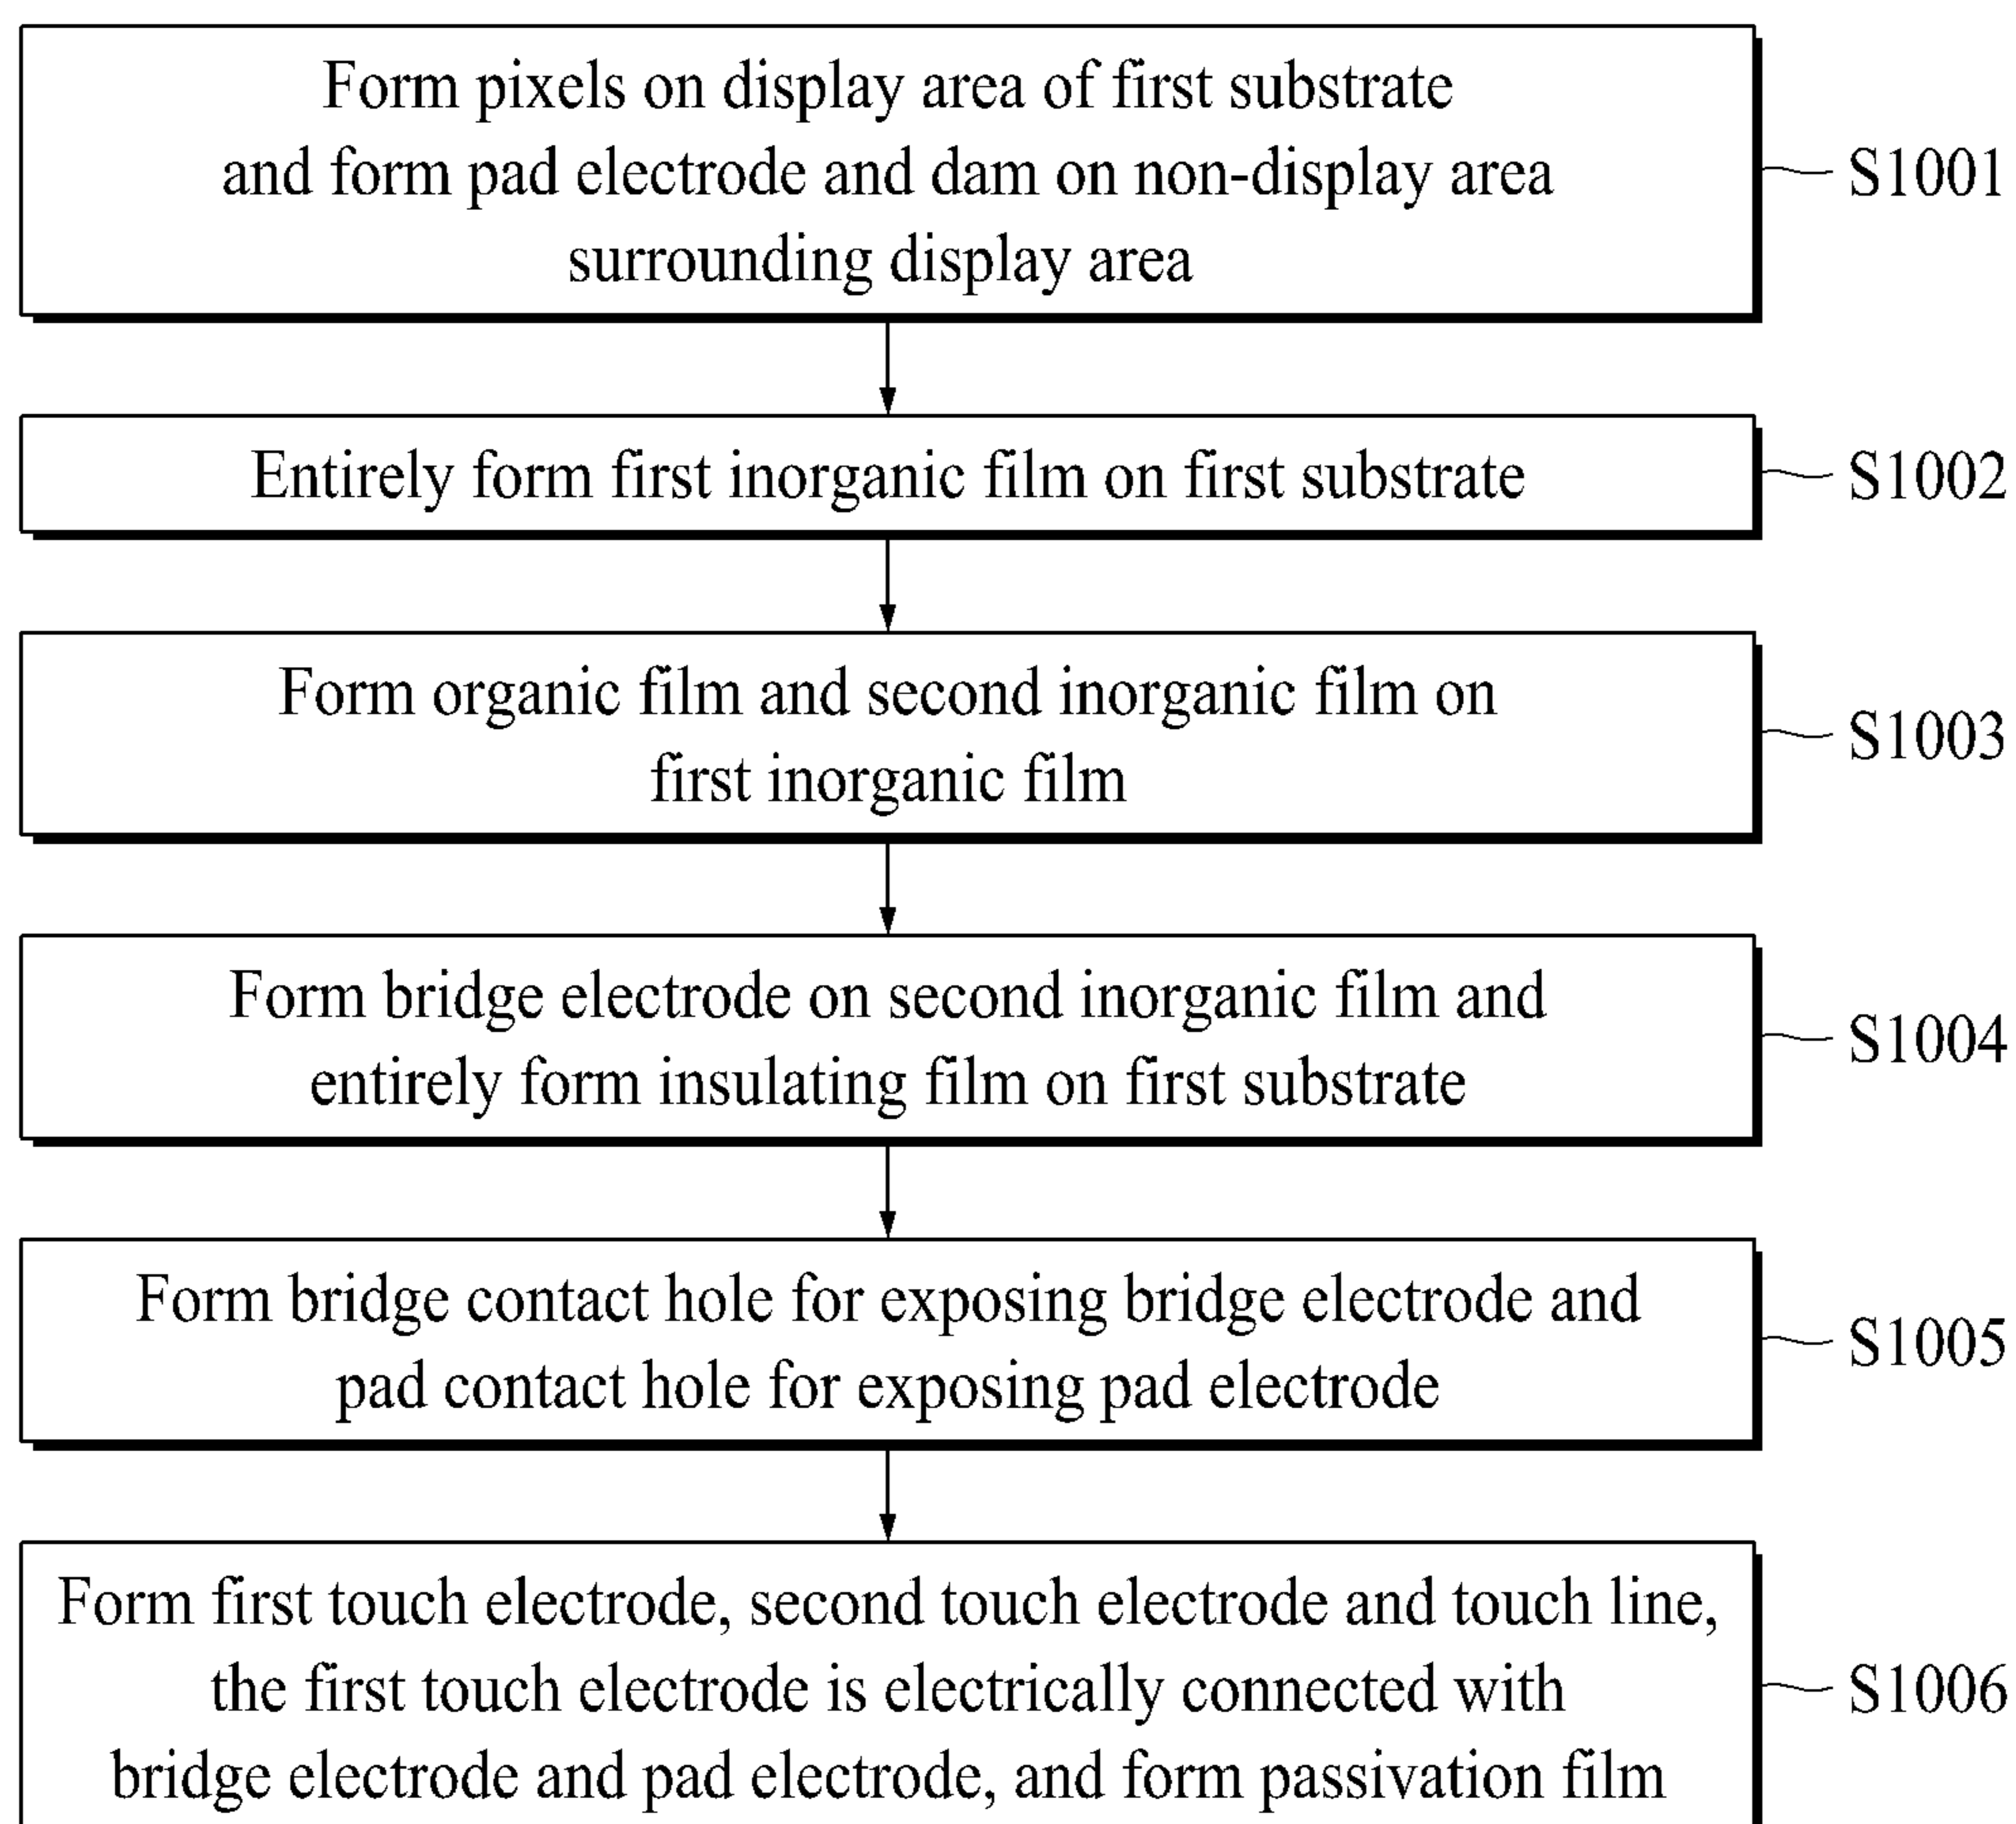 Form pixels on display area of first substrate
and form pad electrode and dam on non-display area
surrounding display area
S1001
Entirely form first inorganic film on first substrate
S1002
Form organic film and second inorganic film on
first inorganic film
S1003
Form bridge electrode on second inorganic film and
entirely form insulating film on first substrate
S1004
Form bridge contact hole for exposing bridge electrode and
pad contact hole for exposing pad electrode
S1005
Form first touch electrode, second touch electrode and touch line,
the first touch electrode is electrically connected with
bridge electrode and pad electrode, and form passivation film
S1006